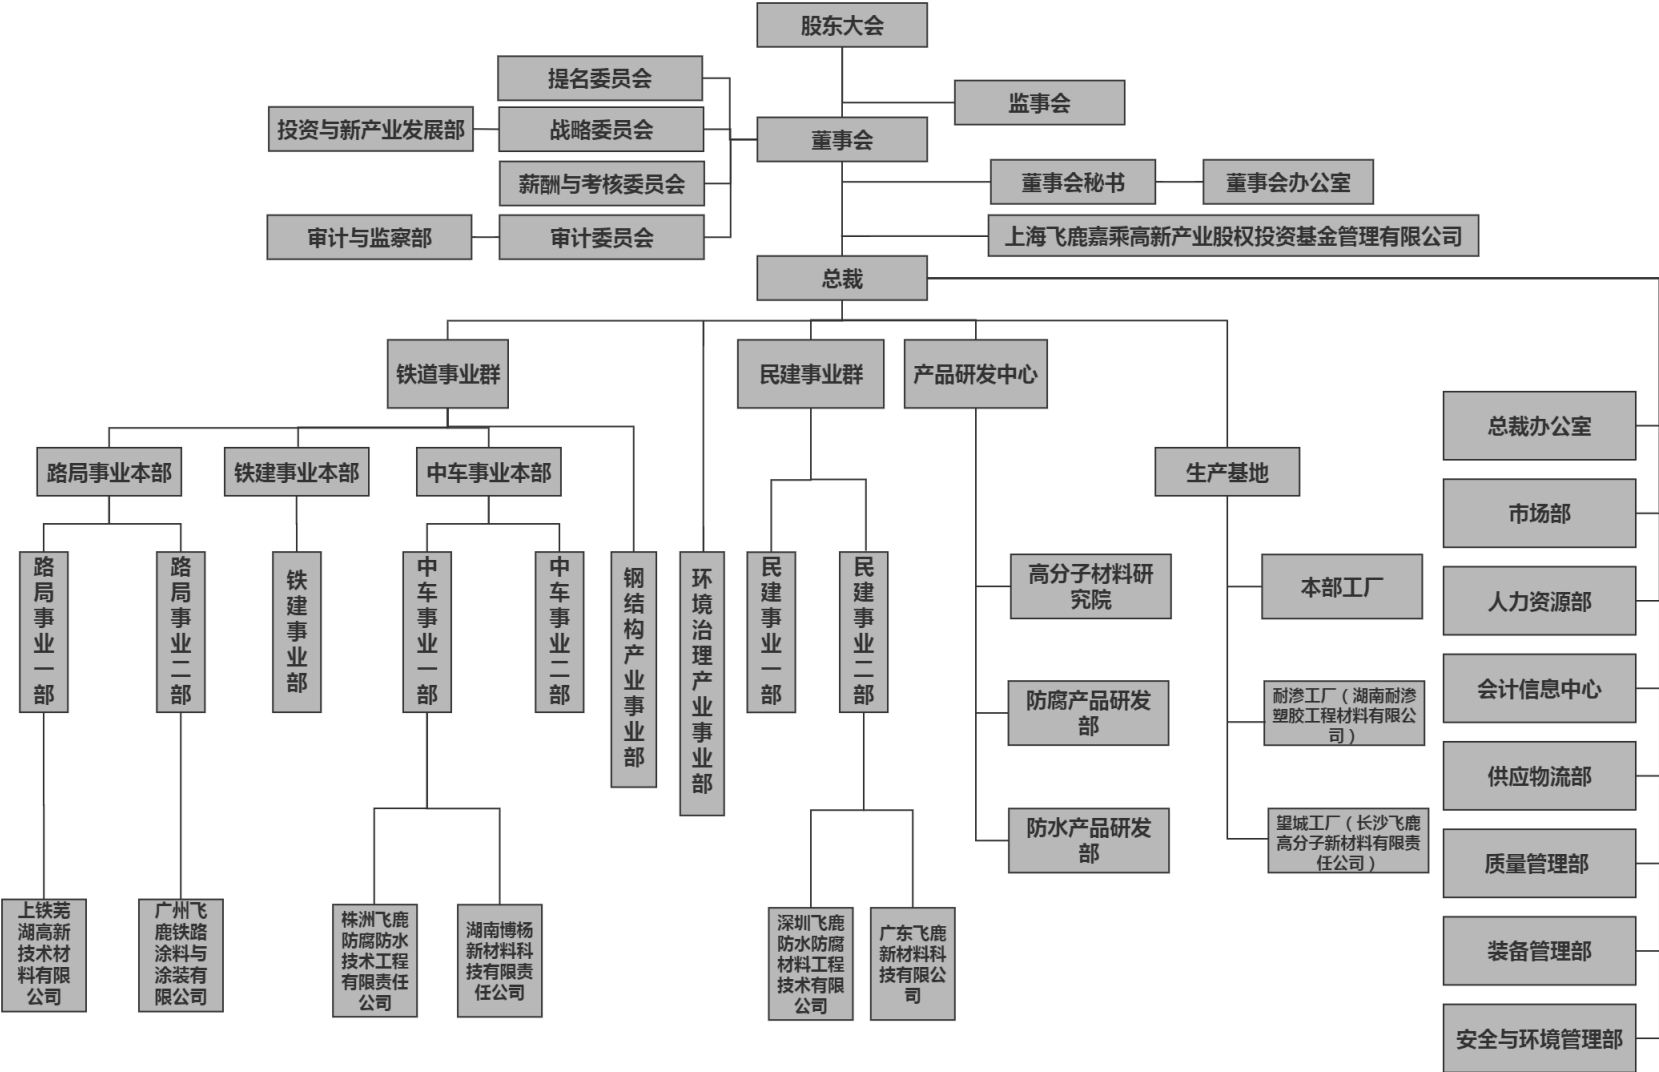 股东大会
提名委员会
监事会
投资与新产业发展部
战略委员会
董事会
薪酬与考核委员会
董事会秘书
董事会办公室
审计与监察部
审计委员会
上海飞鹿嘉乘高新产业股权投资基金管理有限公司
总裁
铁道事业群
民建事业群
产品研发中心
总裁办公室
路局事业本部
铁建事业本部
中车事业本部
生产基地
市场部
路局事业一部
路局事业二部
铁建事业部
中车事业一部
中车事业二部
钢结构产业事业部
环境治理产业事业部
民建事业一部
民建事业二部
高分子材料研
究院
本部工厂
人力资源部
防腐产品研发
部
耐渗工厂（湖南耐渗
塑胶工程材料有限公
司）
会计信息中心
供应物流部
防水产品研发
部
望城工厂（长沙飞鹿
高分子新材料有限责
任公司）
质量管理部
上铁芜
湖高新
技术材
料有限
公司
广州飞
鹿铁路
涂料与
涂装有
限公司
株洲飞鹿
防腐防水
技术工程
有限责任
公司
湖南博杨
新材料科
技有限责
任公司
深圳飞鹿
防水防腐
材料工程
技术有限
公司
广东飞鹿
新材料科
技有限公
司
装备管理部
安全与环境管理部